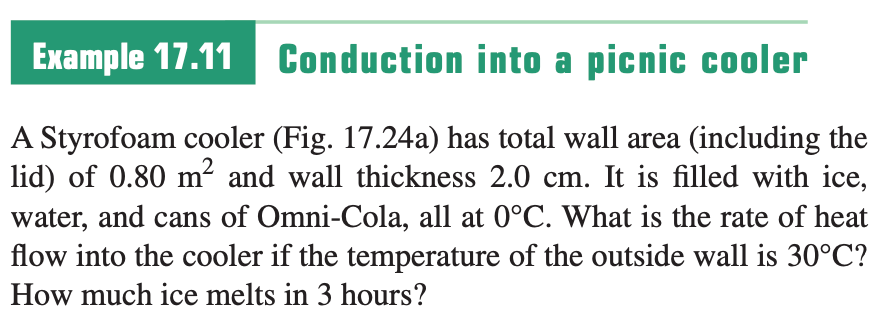 Example 17.11 Conduction into a picnic cooler
A Styrofoam cooler (Fig. 17.24a) has total wall area (including the
lid) of 0.80 m² and wall thickness 2.0 cm. It is filled with ice,
water, and cans of Omni-Cola, all at 0°C. What is the rate of heat
flow into the cooler if the temperature of the outside wall is 30°C?
How much ice melts in 3 hours?